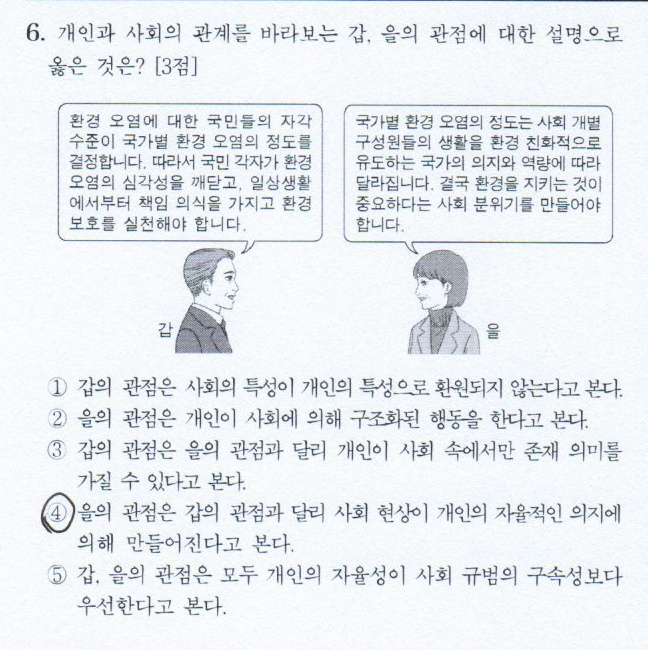 6. 개인과 사회의 관계를 바라보는 갑, 을의 관점에 대한 설명으로
옳은 것은? [3점]
환경 오염에 대한 국민들의 자각
수준이 국가별 환경 오염의 정도를
결정합니다. 따라서 국민 각자가 환경
오염의 심각성을 깨닫고, 일상생활
에서부터 책임 의식을 가지고 환경
보호를 실천해야 합니다.
국가별 환경 오염의 정도는 사회 개별
구성원들의 생활을 환경 친화적으로
유도하는 국가의 의지와 역량에 따라
달라집니다. 결국 환경을 지키는 것이
중요하다는 사회 분위기를 만들어야
합니다.
갑
을
① 갑의 관점은 사회의 특성이 개인의 특성으로 환원되지 않는다고 본다.
② 을의 관점은 개인이 사회에 의해 구조화된 행동을 한다고 본다.
③ 갑의 관점은 을의 관점과 달리 개인이 사회 속에서만 존재 의미를
가질 수 있다고 본다.
④ 을의 관점은 갑의 관점과 달리 사회 현상이 개인의 자율적인 의지에
의해 만들어진다고 본다.
⑤ 갑, 을의 관점은 모두 개인의 자율성이 사회 규범의 구속성보다
우선한다고 본다.